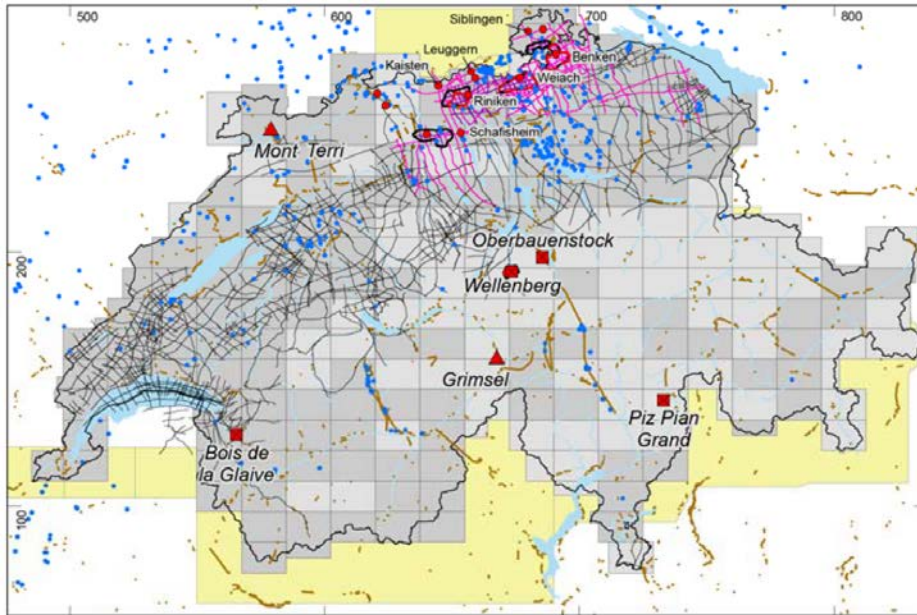 500
600
700
800
Siblingen
Leuggern
Benken
Kaisten
Weiach
Riniken
Schafisheim
Mont Terri
200
Oberbauenstock
Wellenberg
Grimsel
Piz Pian
Grand
Bois de
la Glaive
100